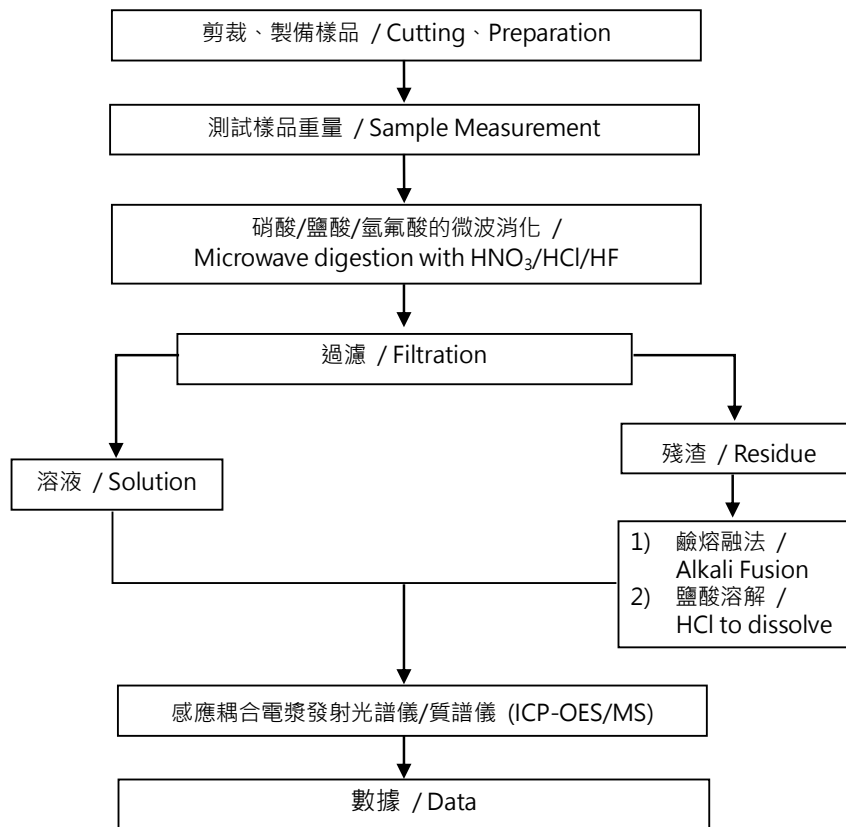 剪裁、製備樣品 / Cutting、Preparation
測試樣品重量 / Sample Measurement
硝酸/鹽酸/氫氟酸的微波消化 /
Microwave digestion with HNO₃/HCl/HF
過濾 / Filtration
溶液 / Solution
殘渣 / Residue
1) 鹼熔融法 /
Alkali Fusion
2) 鹽酸溶解 /
HCl to dissolve
感應耦合電漿發射光譜儀/質譜儀 (ICP-OES/MS)
數據 / Data